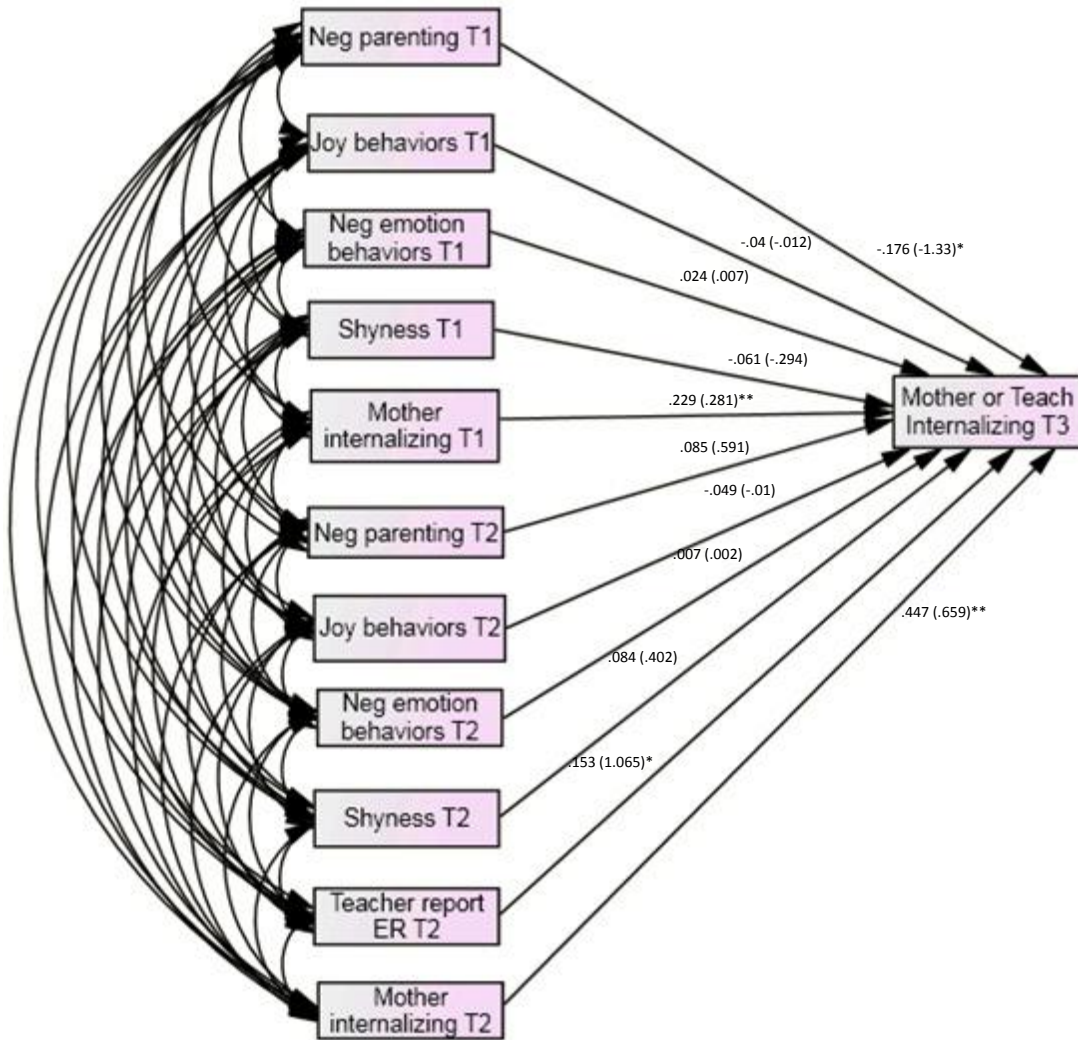 Neg parenting T1
Joy behaviors T1
Neg emotion
behaviors T1
-.04 (-.012)
-.176 (-1.33)*
.024 (.007)
Shyness T1
-.061 (-.294)
Mother
internalizing T1
.229 (.281)**
Mother or Teach
Internalizing T3
.085 (.591)
-.049 (-.01)
Neg parenting T2
.007 (.002)
Joy behaviors T2
.447 (.659)**
.084 (.402)
Neg emotion
behaviors T2
.153 (1.065)*
Shyness T2
Teacher report
ER T2
Mother
internalizing T2